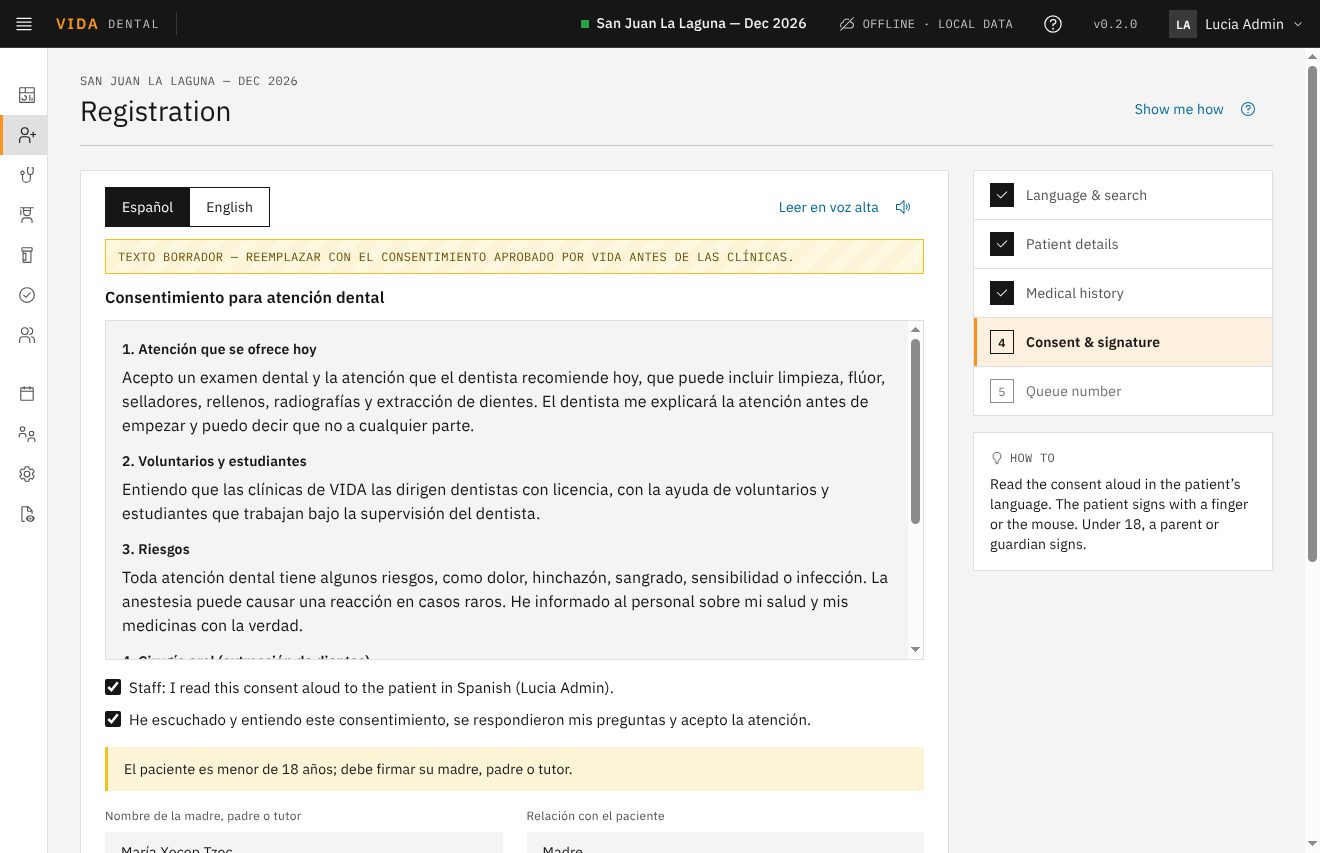 VIDA DENTAL
San Juan La Laguna — Dec 2026
OFFLINE · LOCAL DATA
v0.2.0
LA
Lucia Admin
SAN JUAN LA LAGUNA — DEC 2026
Registration
Show me how
Español
English
Leer en voz alta
TEXTO BORRADOR — REEMPLAZAR CON EL CONSENTIMIENTO APROBADO POR VIDA ANTES DE LAS CLÍNICAS.
Consentimiento para atención dental
1. Atención que se ofrece hoy
Acepto un examen dental y la atención que el dentista recomiende hoy, que puede incluir limpieza, flúor,
selladores, rellenos, radiografías y extracción de dientes. El dentista me explicará la atención antes de
empezar y puedo decir que no a cualquier parte.
2. Voluntarios y estudiantes
Entiendo que las clínicas de VIDA las dirigen dentistas con licencia, con la ayuda de voluntarios y
estudiantes que trabajan bajo la supervisión del dentista.
3. Riesgos
Toda atención dental tiene algunos riesgos, como dolor, hinchazón, sangrado, sensibilidad o infección. La
anestesia puede causar una reacción en casos raros. He informado al personal sobre mi salud y mis
medicinas con la verdad.
4. Cirugía oral (extracción de dientes)
Staff: I read this consent aloud to the patient in Spanish (Lucia Admin).
He escuchado y entiendo este consentimiento, se respondieron mis preguntas y acepto la atención.
El paciente es menor de 18 años; debe firmar su madre, padre o tutor.
Nombre de la madre, padre o tutor
Relación con el paciente
María Xocop Tzoc
Madre
Language & search
Patient details
Medical history
4
Consent & signature
5
Queue number
HOW TO
Read the consent aloud in the patient’s
language. The patient signs with a finger
or the mouse. Under 18, a parent or
guardian signs.